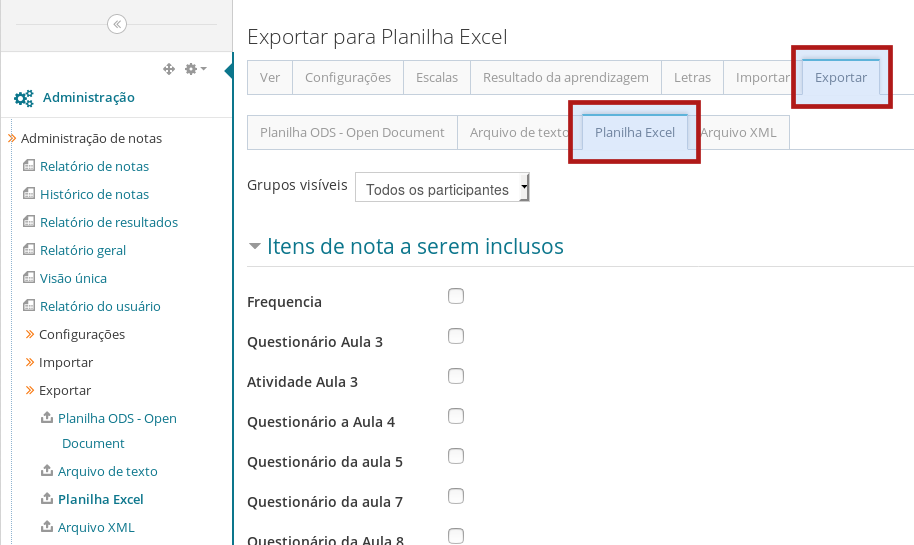 Administração
Administração de notas
Relatório de notas
Histórico de notas
Relatório de resultados
Relatório geral
Visão única
Relatório do usuário
Configurações
Importar
Exportar
Planilha ODS - Open
Document
Arquivo de texto
Planilha Excel
Arquivo XML
Exportar para Planilha Excel
Ver Configurações Escalas Resultado da aprendizagem Letras Importar Exportar
Planilha ODS - Open Document Arquivo de texto Planilha Excel Arquivo XML
Grupos visíveis Todos os participantes
Itens de nota a serem inclusos
Frequencia
Questionário Aula 3
Atividade Aula 3
Questionário a Aula 4
Questionário da aula 5
Questionário da aula 7
Questionário da Aula 8